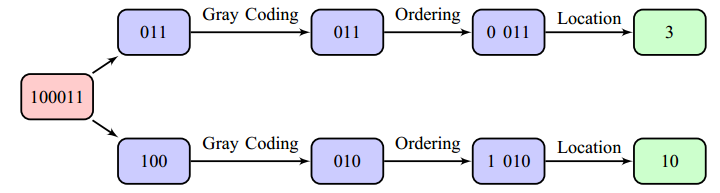 Gray Coding Ordering Location
011 011 0 011 3
100011
Gray Coding Ordering Location
100 010 1 010 10